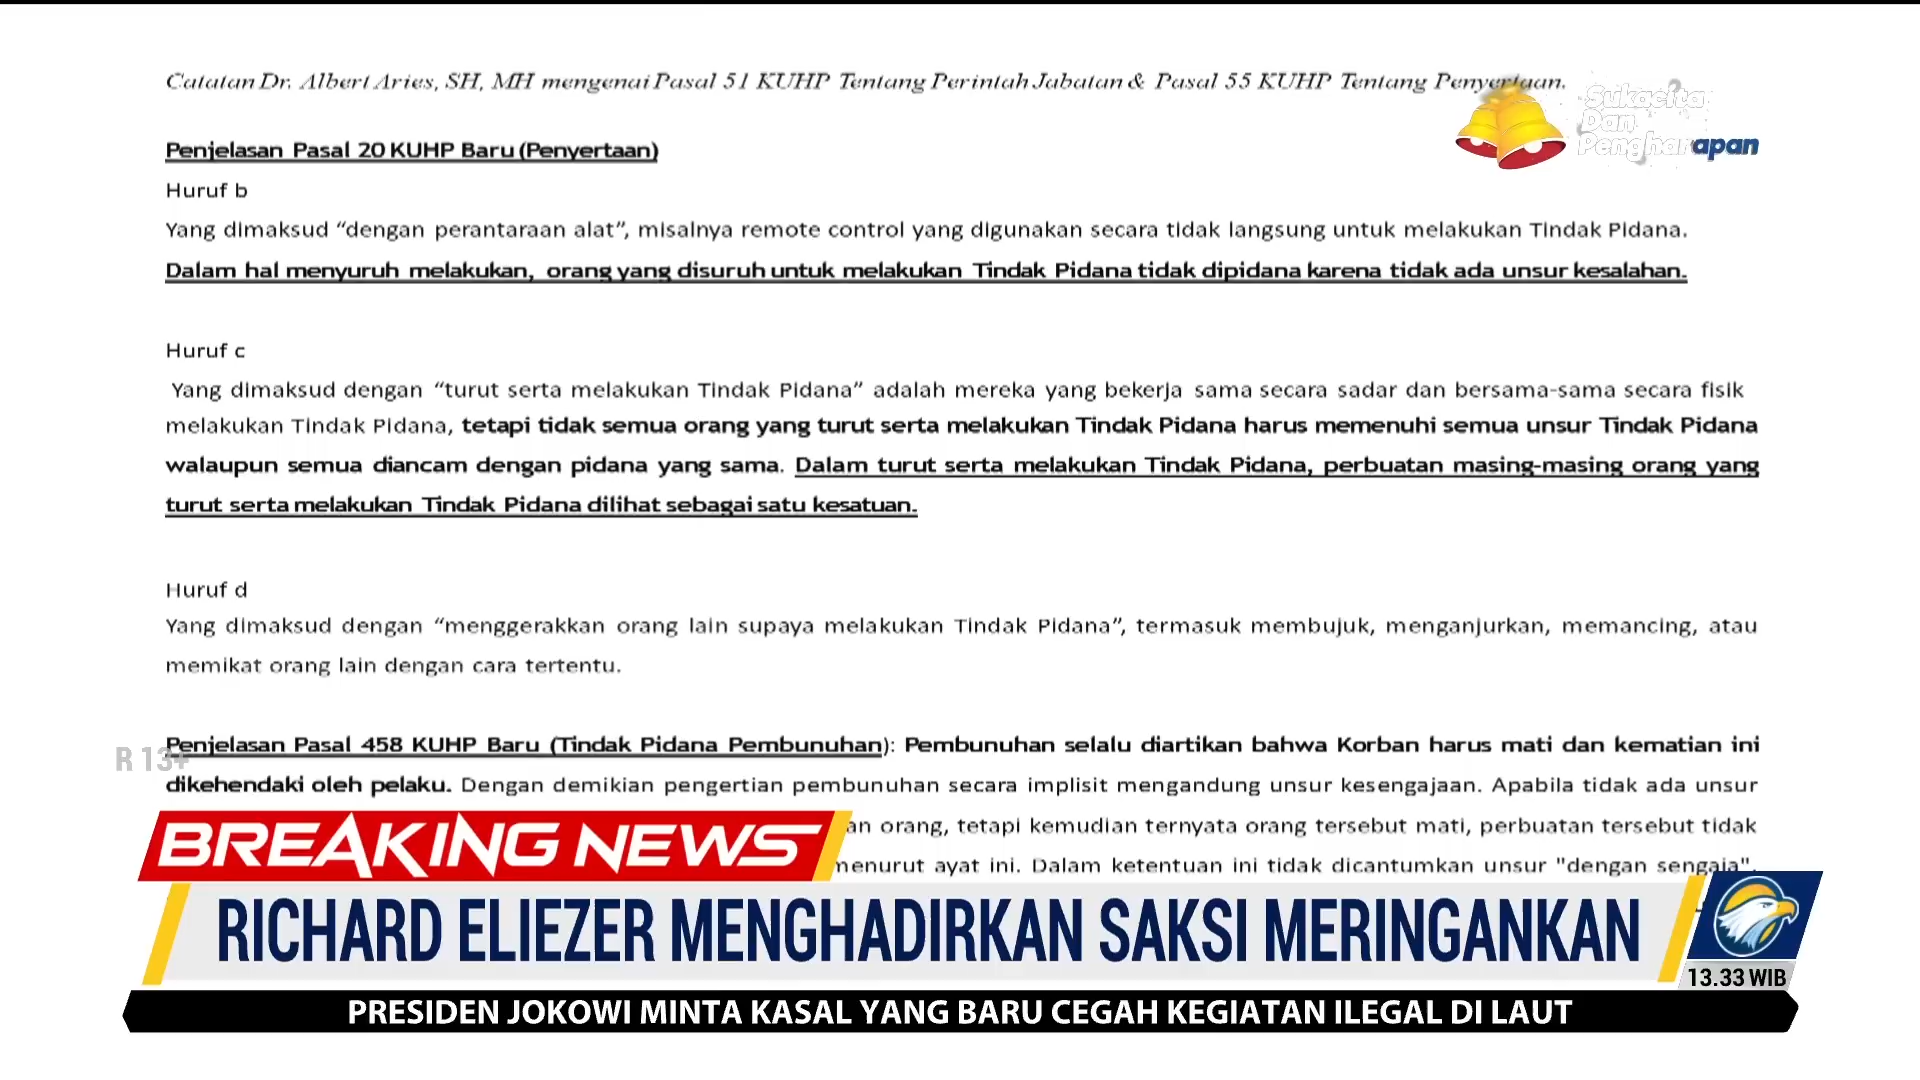 Catatan Dr. Albert Aries, SH, MH mengenai Pasal 51 KUHP Tentang Perintah Jabatan & Pasal 55 KUHP Tentang Penyertaan.
Sukacita
Dan
Pengharapan
Penjelasan Pasal 20 KUHP Baru (Penyertaan)
Huruf b
Yang dimaksud “dengan perantaraan alat”, misalnya remote control yang digunakan secara tidak langsung untuk melakukan Tindak Pidana.
Dalam hal menyuruh melakukan, orang yang disuruh untuk melakukan Tindak Pidana tidak dipidana karena tidak ada unsur kesalahan.
Huruf c
Yang dimaksud dengan “turut serta melakukan Tindak Pidana” adalah mereka yang bekerja sama secara sadar dan bersama-sama secara fisik
melakukan Tindak Pidana, tetapi tidak semua orang yang turut serta melakukan Tindak Pidana harus memenuhi semua unsur Tindak Pidana
walaupun semua diancam dengan pidana yang sama. Dalam turut serta melakukan Tindak Pidana, perbuatan masing-masing orang yang
turut serta melakukan Tindak Pidana dilihat sebagai satu kesatuan.
Huruf d
Yang dimaksud dengan “menggerakkan orang lain supaya melakukan Tindak Pidana”, termasuk membujuk, menganjurkan, memancing, atau
memikat orang lain dengan cara tertentu.
R 13+
Penjelasan Pasal 458 KUHP Baru (Tindak Pidana Pembunuhan): Pembunuhan selalu diartikan bahwa Korban harus mati dan kematian ini
dikehendaki oleh pelaku. Dengan demikian pengertian pembunuhan secara implisit mengandung unsur kesengajaan. Apabila tidak ada unsur
orang, tetapi kemudian ternyata orang tersebut mati, perbuatan tersebut tidak
menurut ayat ini. Dalam ketentuan ini tidak dicantumkan unsur "dengan sengaja".
BREAKING NEWS
RICHARD ELIEZER MENGHADIRKAN SAKSI MERINGANKAN
13.33 WIB
PRESIDEN JOKOWI MINTA KASAL YANG BARU CEGAH KEGIATAN ILEGAL DI LAUT